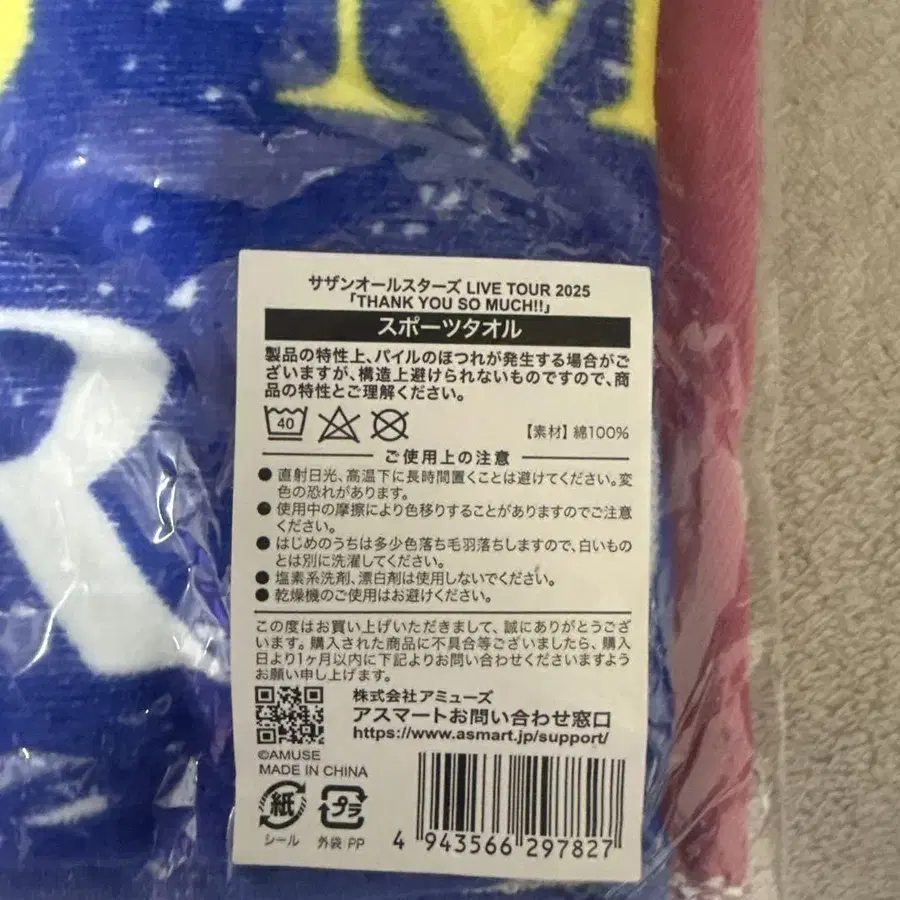 M
R
サザンオールスターズ LIVE TOUR 2025
「THANK YOU SO MUCH!!」
スポーツタオル
製品の特性上、パイルのほつれが発生する場合がご
ざいますが、構造上避けられないものですので、商
品の特性とご理解ください。
40
【素材】綿100%
ご使用上の注意
●直射日光、高温下に長時間置くことは避けてください。変
色の恐れがあります。
●使用中の摩擦により色移りすることがありますのでご注意
ください。
●はじめのうちは多少色落ち毛羽落ちしますので、白いもの
とは別に洗濯してください。
●塩素系洗剤、漂白剤は使用しないでください。
●乾燥機のご使用はお避けください。
この度はお買い上げいただきまして、誠にありがとうござ
います。購入された商品に不具合等ございましたら、購入
日より1ヶ月以内に下記よりお問い合わせくださいますよう
お願い申し上げます。
株式会社アミューズ
アスマートお問い合わせ窓口
https://www.asmart.jp/support/
©AMUSE
MADE IN CHINA
紙
シール
プラ
外袋 PP
4 943566 297827